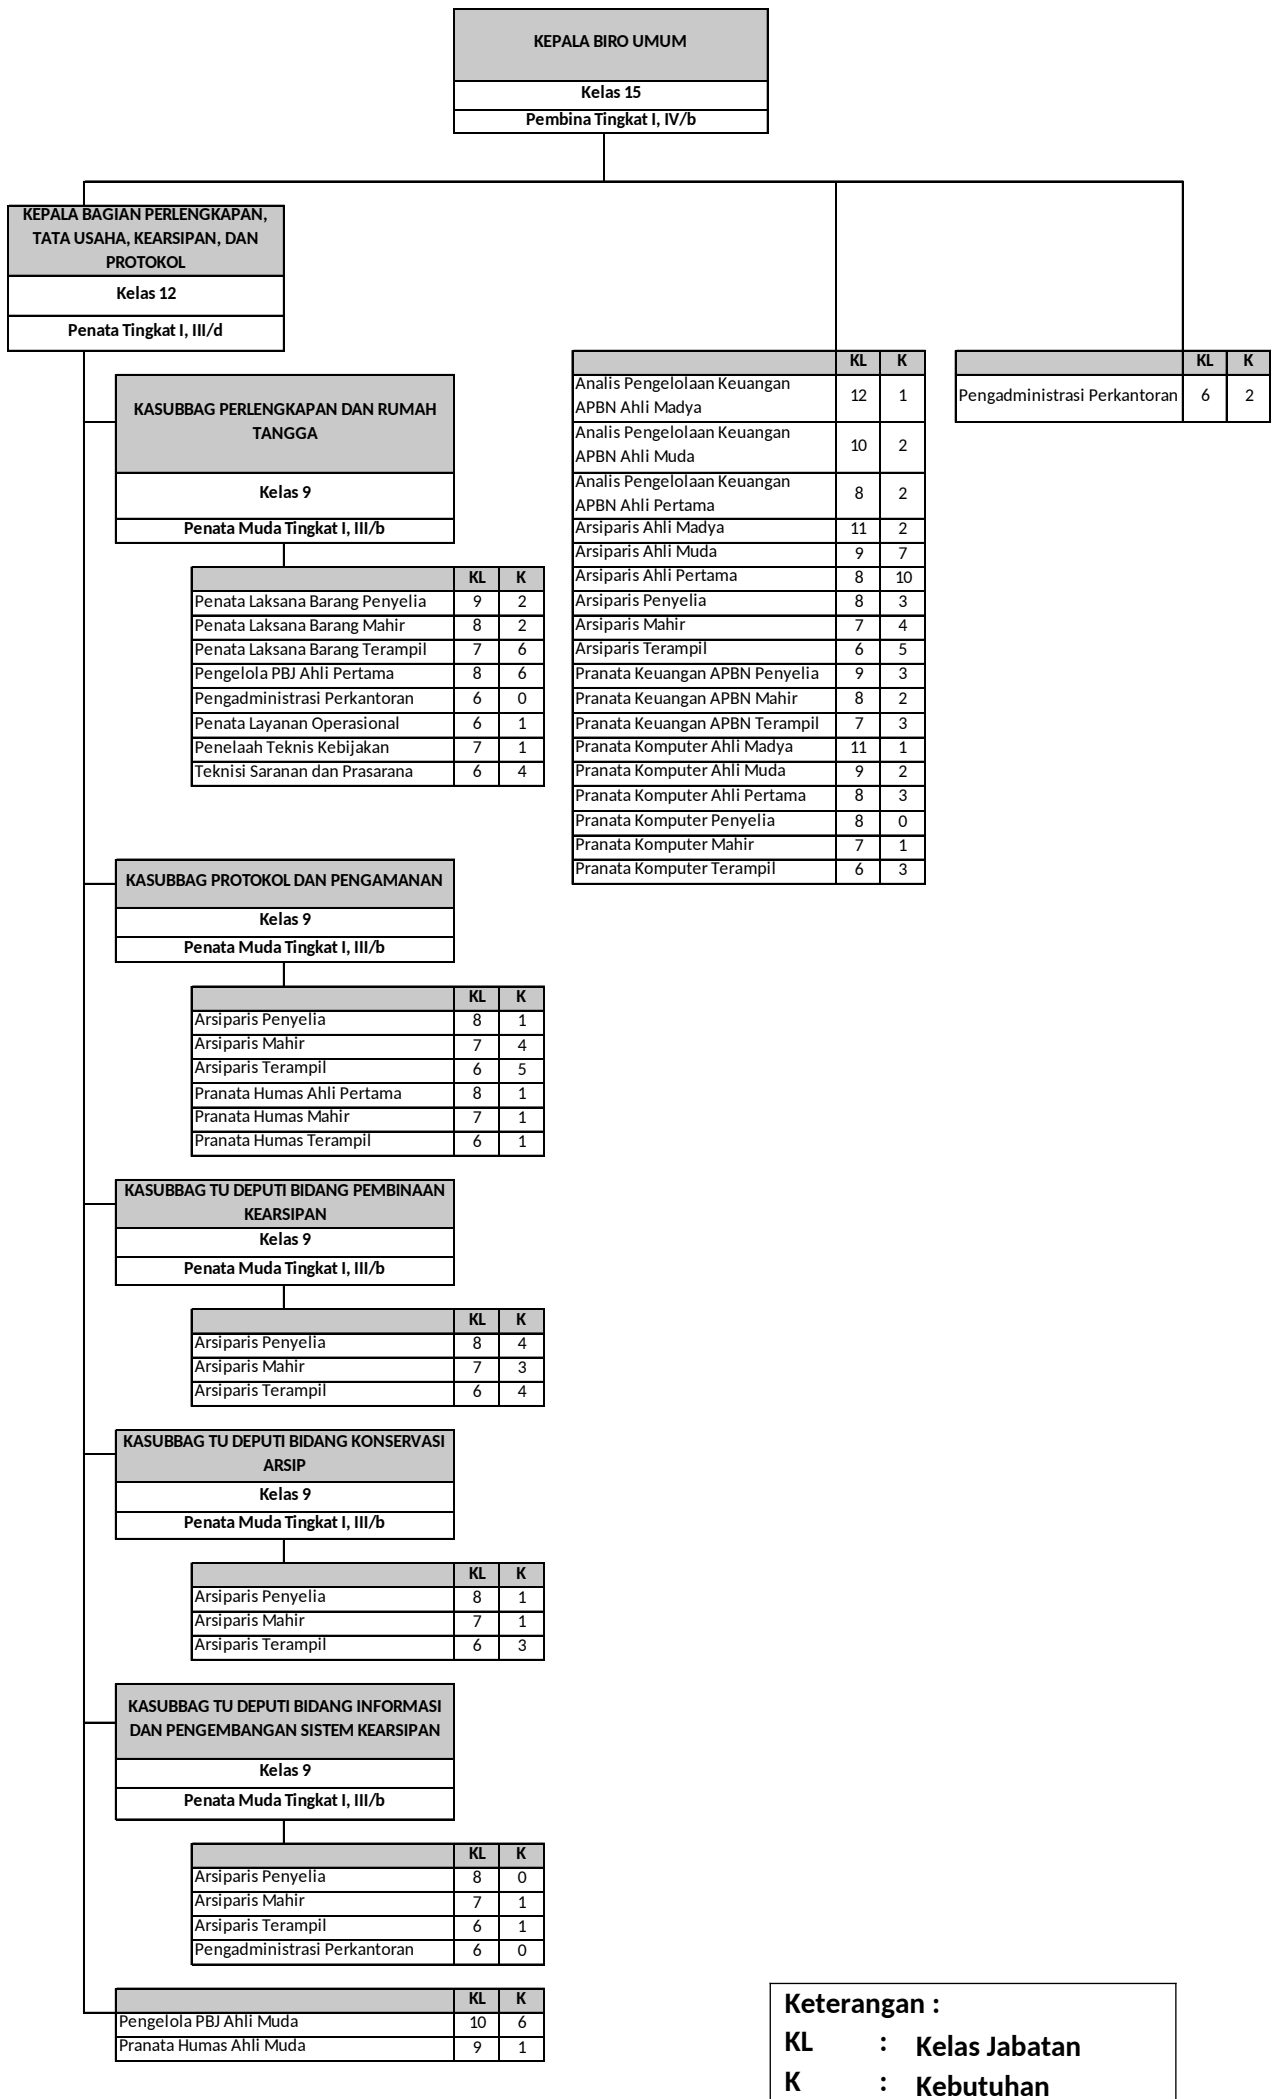 KEPALA BIRO UMUM
Kelas 15
Pembina Tingkat I, IV/b
KEPALA BAGIAN PERLENGKAPAN,
TATA USAHA, KEARSIPAN, DAN
PROTOKOL
Kelas 12
Penata Tingkat I, III/d
KASUBBAG PERLENGKAPAN DAN RUMAH
TANGGA
Kelas 9
Penata Muda Tingkat I, III/b
KL K
Penata Laksana Barang Penyelia 9 2
Penata Laksana Barang Mahir 8 2
Penata Laksana Barang Terampil 7 6
Pengelola PBJ Ahli Pertama 8 6
Pengadministrasi Perkantoran 6 0
Penata Layanan Operasional 6 1
Penelaah Teknis Kebijakan 7 1
Teknisi Saranan dan Prasarana 6 4
KASUBBAG PROTOKOL DAN PENGAMANAN
Kelas 9
Penata Muda Tingkat I, III/b
KL K
Arsiparis Penyelia 8 1
Arsiparis Mahir 7 4
Arsiparis Terampil 6 5
Pranata Humas Ahli Pertama 8 1
Pranata Humas Mahir 7 1
Pranata Humas Terampil 6 1
KASUBBAG TU DEPUTI BIDANG PEMBINAAN
KEARSIPAN
Kelas 9
Penata Muda Tingkat I, III/b
KL K
Arsiparis Penyelia 8 4
Arsiparis Mahir 7 3
Arsiparis Terampil 6 4
KASUBBAG TU DEPUTI BIDANG KONSERVASI
ARSIP
Kelas 9
Penata Muda Tingkat I, III/b
KL K
Arsiparis Penyelia 8 1
Arsiparis Mahir 7 1
Arsiparis Terampil 6 3
KASUBBAG TU DEPUTI BIDANG INFORMASI
DAN PENGEMBANGAN SISTEM KEARSIPAN
Kelas 9
Penata Muda Tingkat I, III/b
KL K
Arsiparis Penyelia 8 0
Arsiparis Mahir 7 1
Arsiparis Terampil 6 1
Pengadministrasi Perkantoran 6 0
KL K
Pengelola PBJ Ahli Muda 10 6
Pranata Humas Ahli Muda 9 1
KL K
Analis Pengelolaan Keuangan
APBN Ahli Madya 12 1
Analis Pengelolaan Keuangan
APBN Ahli Muda 10 2
Analis Pengelolaan Keuangan
APBN Ahli Pertama 8 2
Arsiparis Ahli Madya 11 2
Arsiparis Ahli Muda 9 7
Arsiparis Ahli Pertama 8 10
Arsiparis Penyelia 8 3
Arsiparis Mahir 7 4
Arsiparis Terampil 6 5
Pranata Keuangan APBN Penyelia 9 3
Pranata Keuangan APBN Mahir 8 2
Pranata Keuangan APBN Terampil 7 3
Pranata Komputer Ahli Madya 11 1
Pranata Komputer Ahli Muda 9 2
Pranata Komputer Ahli Pertama 8 3
Pranata Komputer Penyelia 8 0
Pranata Komputer Mahir 7 1
Pranata Komputer Terampil 6 3
KL K
Pengadministrasi Perkantoran 6 2
Keterangan :
KL : Kelas Jabatan
K : Kebutuhan